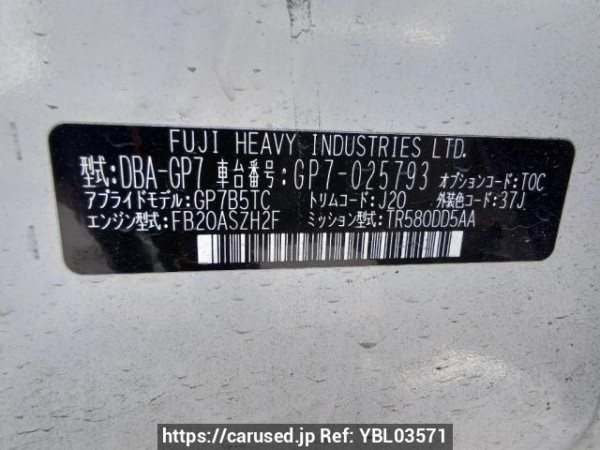 FUJI HEAVY INDUSTRIES LTD.
型式:DBA-GP7 車台番号:GP7-025793 オプションコード:TOC
アプライドモデル:GP7B5TC トリムコード:J20 外装色コード:37J
エンジン型式:FB20ASZH2F ミッション型式:TR580DD5AA
https://carused.jp Ref: YBL03571